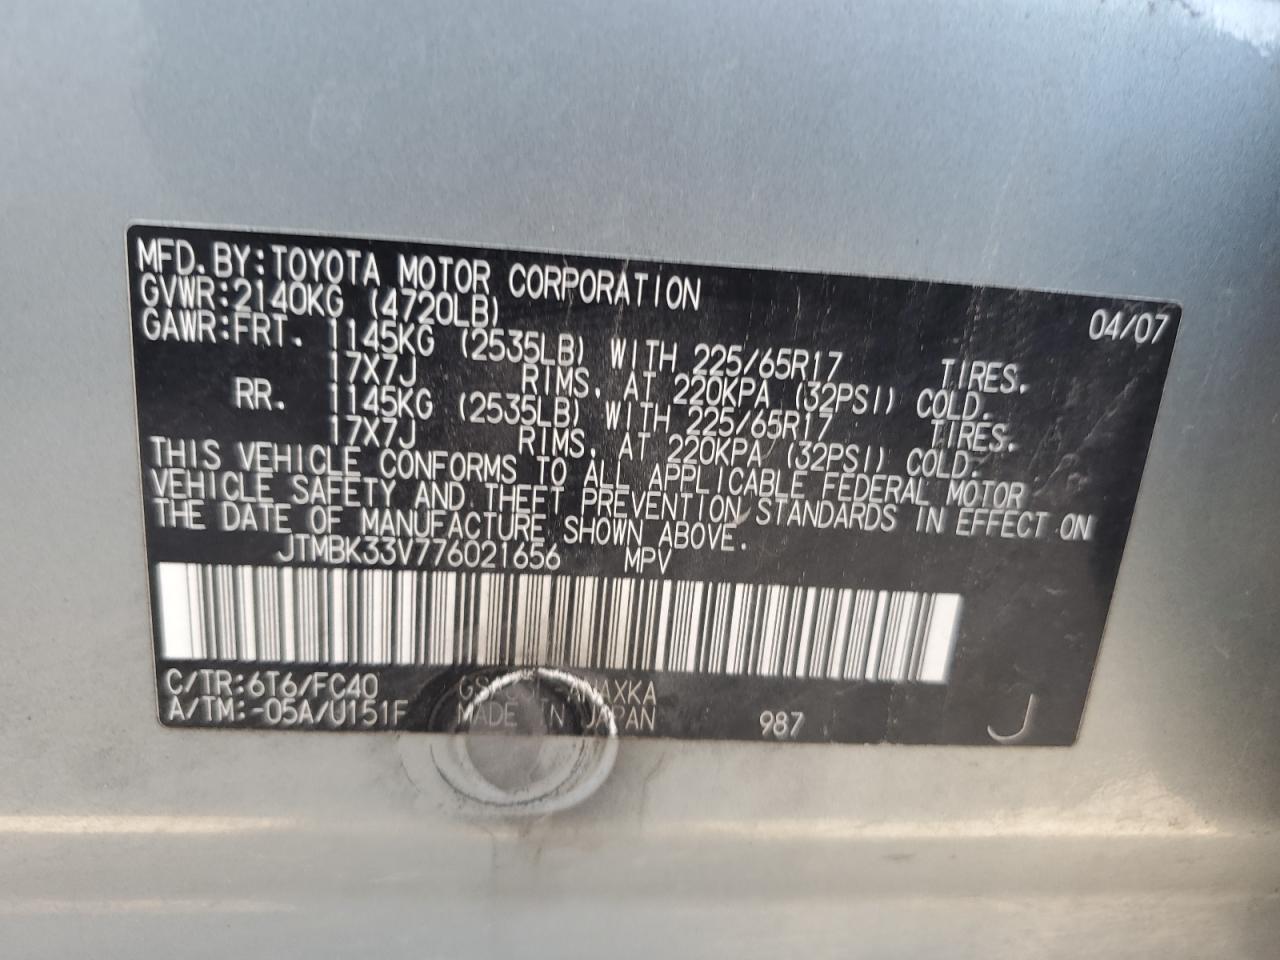 MFD. BY: TOYOTA MOTOR CORPORATION 04/07
GVWR: 2140KG (4720LB)
GAWR: FRT. 1145KG (2535LB) WITH 225/65R17 TIRES.
17X7J RIMS, AT 220KPA (32PSI) COLD.
RR. 1145KG (2535LB) WITH 225/65R17 TIRES.
17X7J RIMS, AT 220KPA (32PSI) COLD.
THIS VEHICLE CONFORMS TO ALL APPLICABLE FEDERAL MOTOR
VEHICLE SAFETY AND THEFT PREVENTION STANDARDS IN EFFECT ON
THE DATE OF MANUFACTURE SHOWN ABOVE.
JTMBK33V776021656 MPV
C/TR: 6T6/FC40 ANAXKA
A/TM: -05A/U151F MADE IN JAPAN 987 J